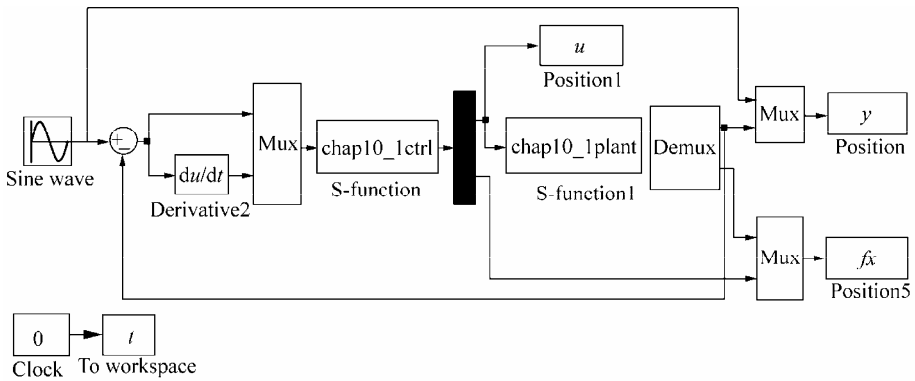 u
Position1
Mux
y
Position
Sine wave
+
−
du/dt
Derivative2
Mux
chap10_1ctrl
S-function
chap10_1plant
S-function1
Demux
Mux
fx
Position5
0
Clock
t
To workspace